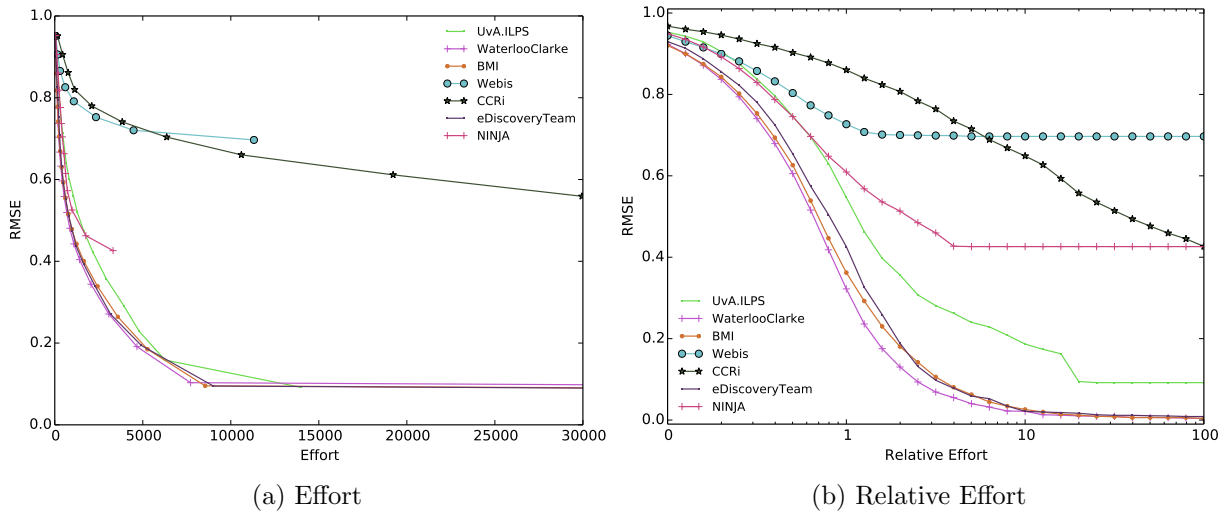 1.0
0.8
0.6
0.4
0.2
0.0
RMSE
0
5000
10000
15000
20000
25000
30000
Effort
UvA.ILPS
WaterlooClarke
BMI
Webis
CCRi
eDiscoveryTeam
NINJA
(a) Effort
1.0
0.8
0.6
0.4
0.2
0.0
RMSE
0
1
10
100
Relative Effort
UvA.ILPS
WaterlooClarke
BMI
Webis
CCRi
eDiscoveryTeam
NINJA
(b) Relative Effort